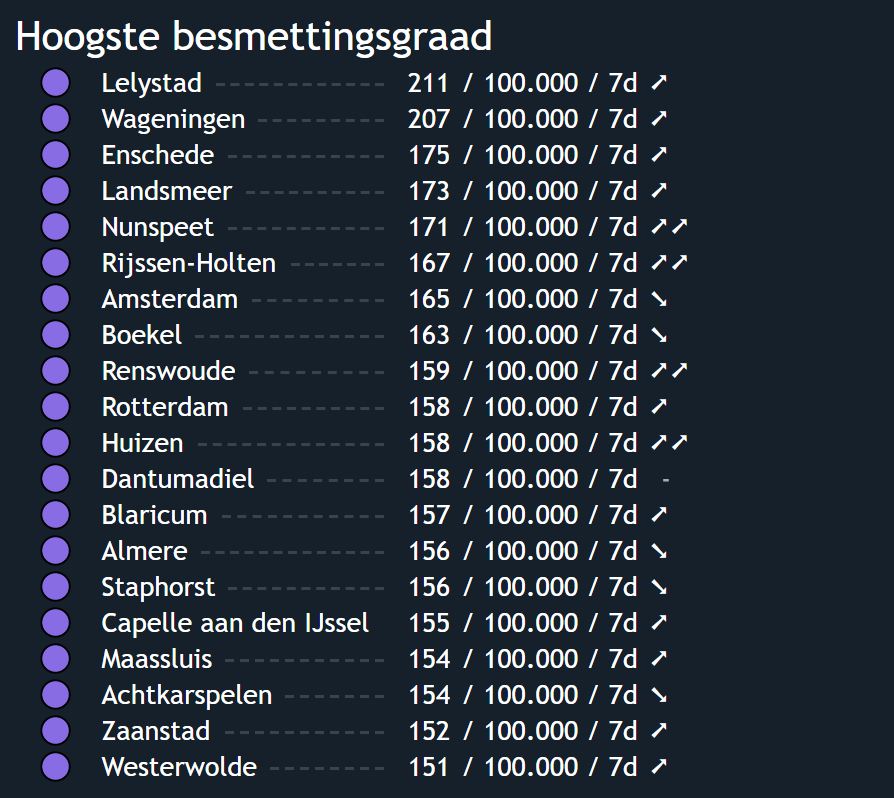 Hoogste besmettingsgraad
Lelystad 211 / 100.000 / 7d ➚
Wageningen 207 / 100.000 / 7d ➚
Enschede 175 / 100.000 / 7d ➚
Landsmeer 173 / 100.000 / 7d ➚
Nunspeet 171 / 100.000 / 7d ➚➚
Rijssen-Holten 167 / 100.000 / 7d ➚➚
Amsterdam 165 / 100.000 / 7d ➘
Boekel 163 / 100.000 / 7d ➘
Renswoude 159 / 100.000 / 7d ➚➚
Rotterdam 158 / 100.000 / 7d ➚
Huizen 158 / 100.000 / 7d ➚➚
Dantumadiel 158 / 100.000 / 7d -
Blaricum 157 / 100.000 / 7d ➚
Almere 156 / 100.000 / 7d ➘
Staphorst 156 / 100.000 / 7d ➘
Capelle aan den IJssel 155 / 100.000 / 7d ➚
Maassluis 154 / 100.000 / 7d ➚
Achtkarspelen 154 / 100.000 / 7d ➘
Zaanstad 152 / 100.000 / 7d ➚
Westerwolde 151 / 100.000 / 7d ➚